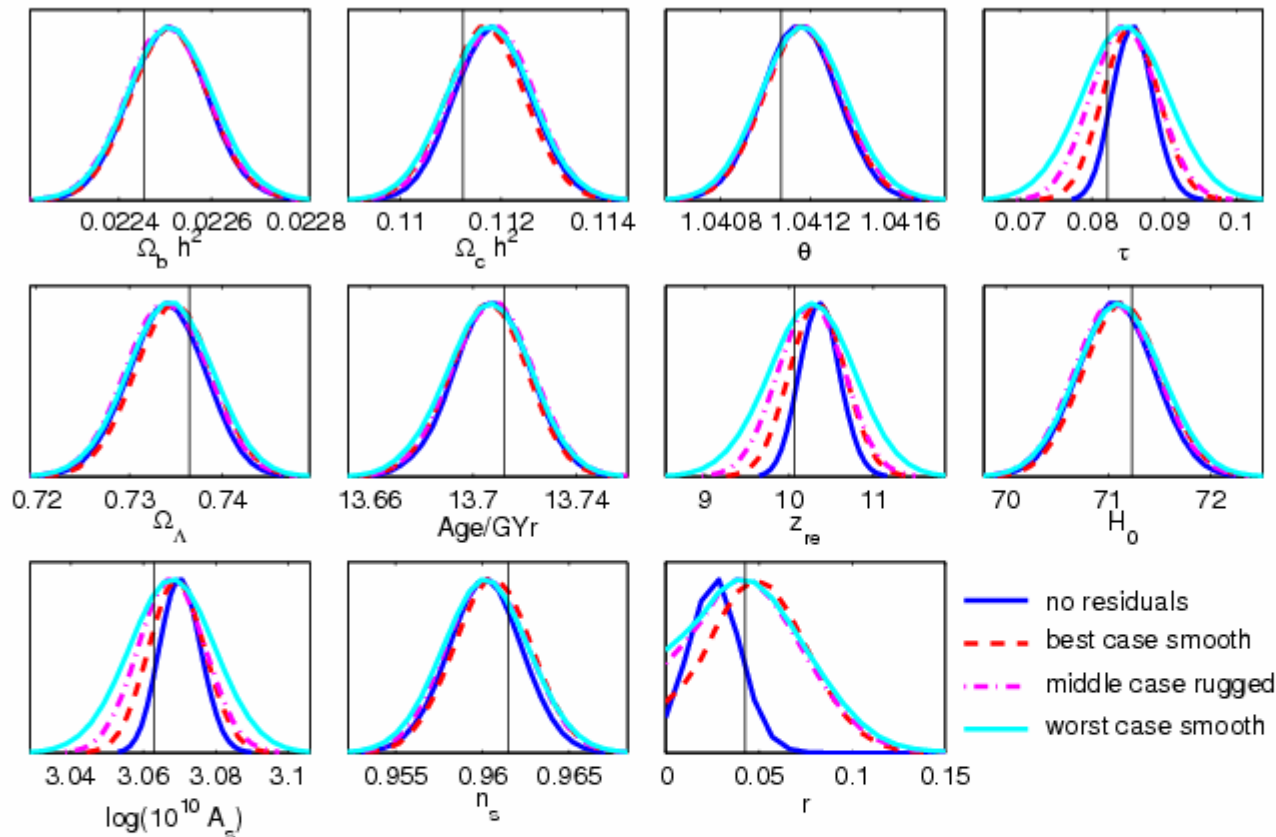 0.0224 0.0226 0.0228
Ω_b h²
0.11 0.112 0.114
Ω_c h²
1.0408 1.0412 1.0416
θ
0.07 0.08 0.09 0.1
τ
0.72 0.73 0.74
Ω_Λ
13.66 13.7 13.74
Age/GYr
9 10 11
z_re
70 71 72
H_0
3.04 3.06 3.08 3.1
log(10¹⁰ A_s)
0.955 0.96 0.965
n_s
0 0.05 0.1 0.15
r
no residuals
best case smooth
middle case rugged
worst case smooth